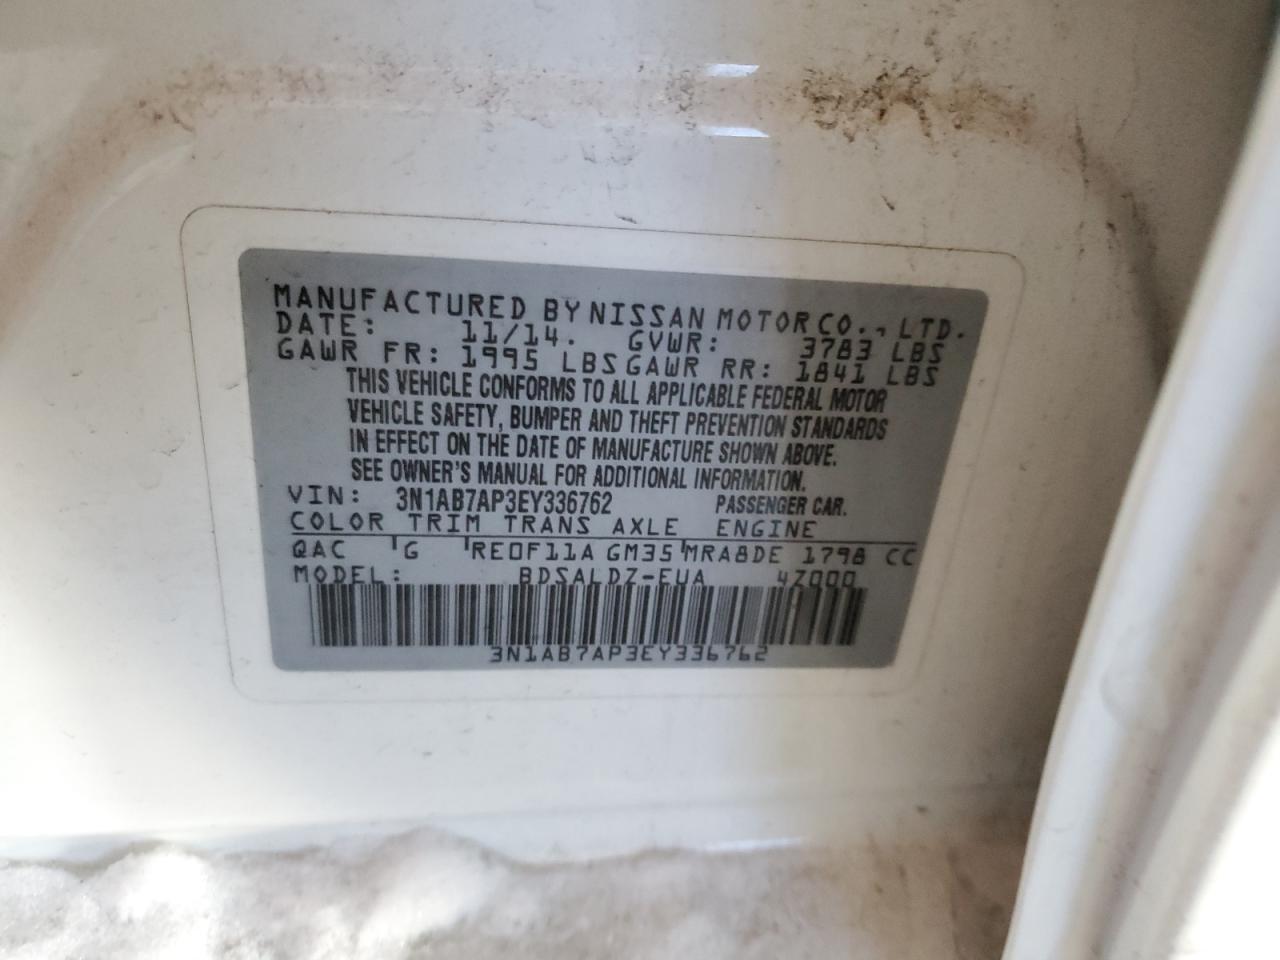 MANUFACTURED BY NISSAN MOTOR CO., LTD.
DATE: 11/14. GVWR: 3783 LBS
GAWR FR: 1995 LBS GAWR RR: 1841 LBS
THIS VEHICLE CONFORMS TO ALL APPLICABLE FEDERAL MOTOR
VEHICLE SAFETY, BUMPER AND THEFT PREVENTION STANDARDS
IN EFFECT ON THE DATE OF MANUFACTURE SHOWN ABOVE.
SEE OWNER'S MANUAL FOR ADDITIONAL INFORMATION.
VIN: 3N1AB7AP3EY336762 PASSENGER CAR.
COLOR TRIM TRANS AXLE ENGINE
QAC G RE0F11A GM35 MRA8DE 1798 CC
MODEL: BDSALDZ-EUA 4Z000
3N1AB7AP3EY336762